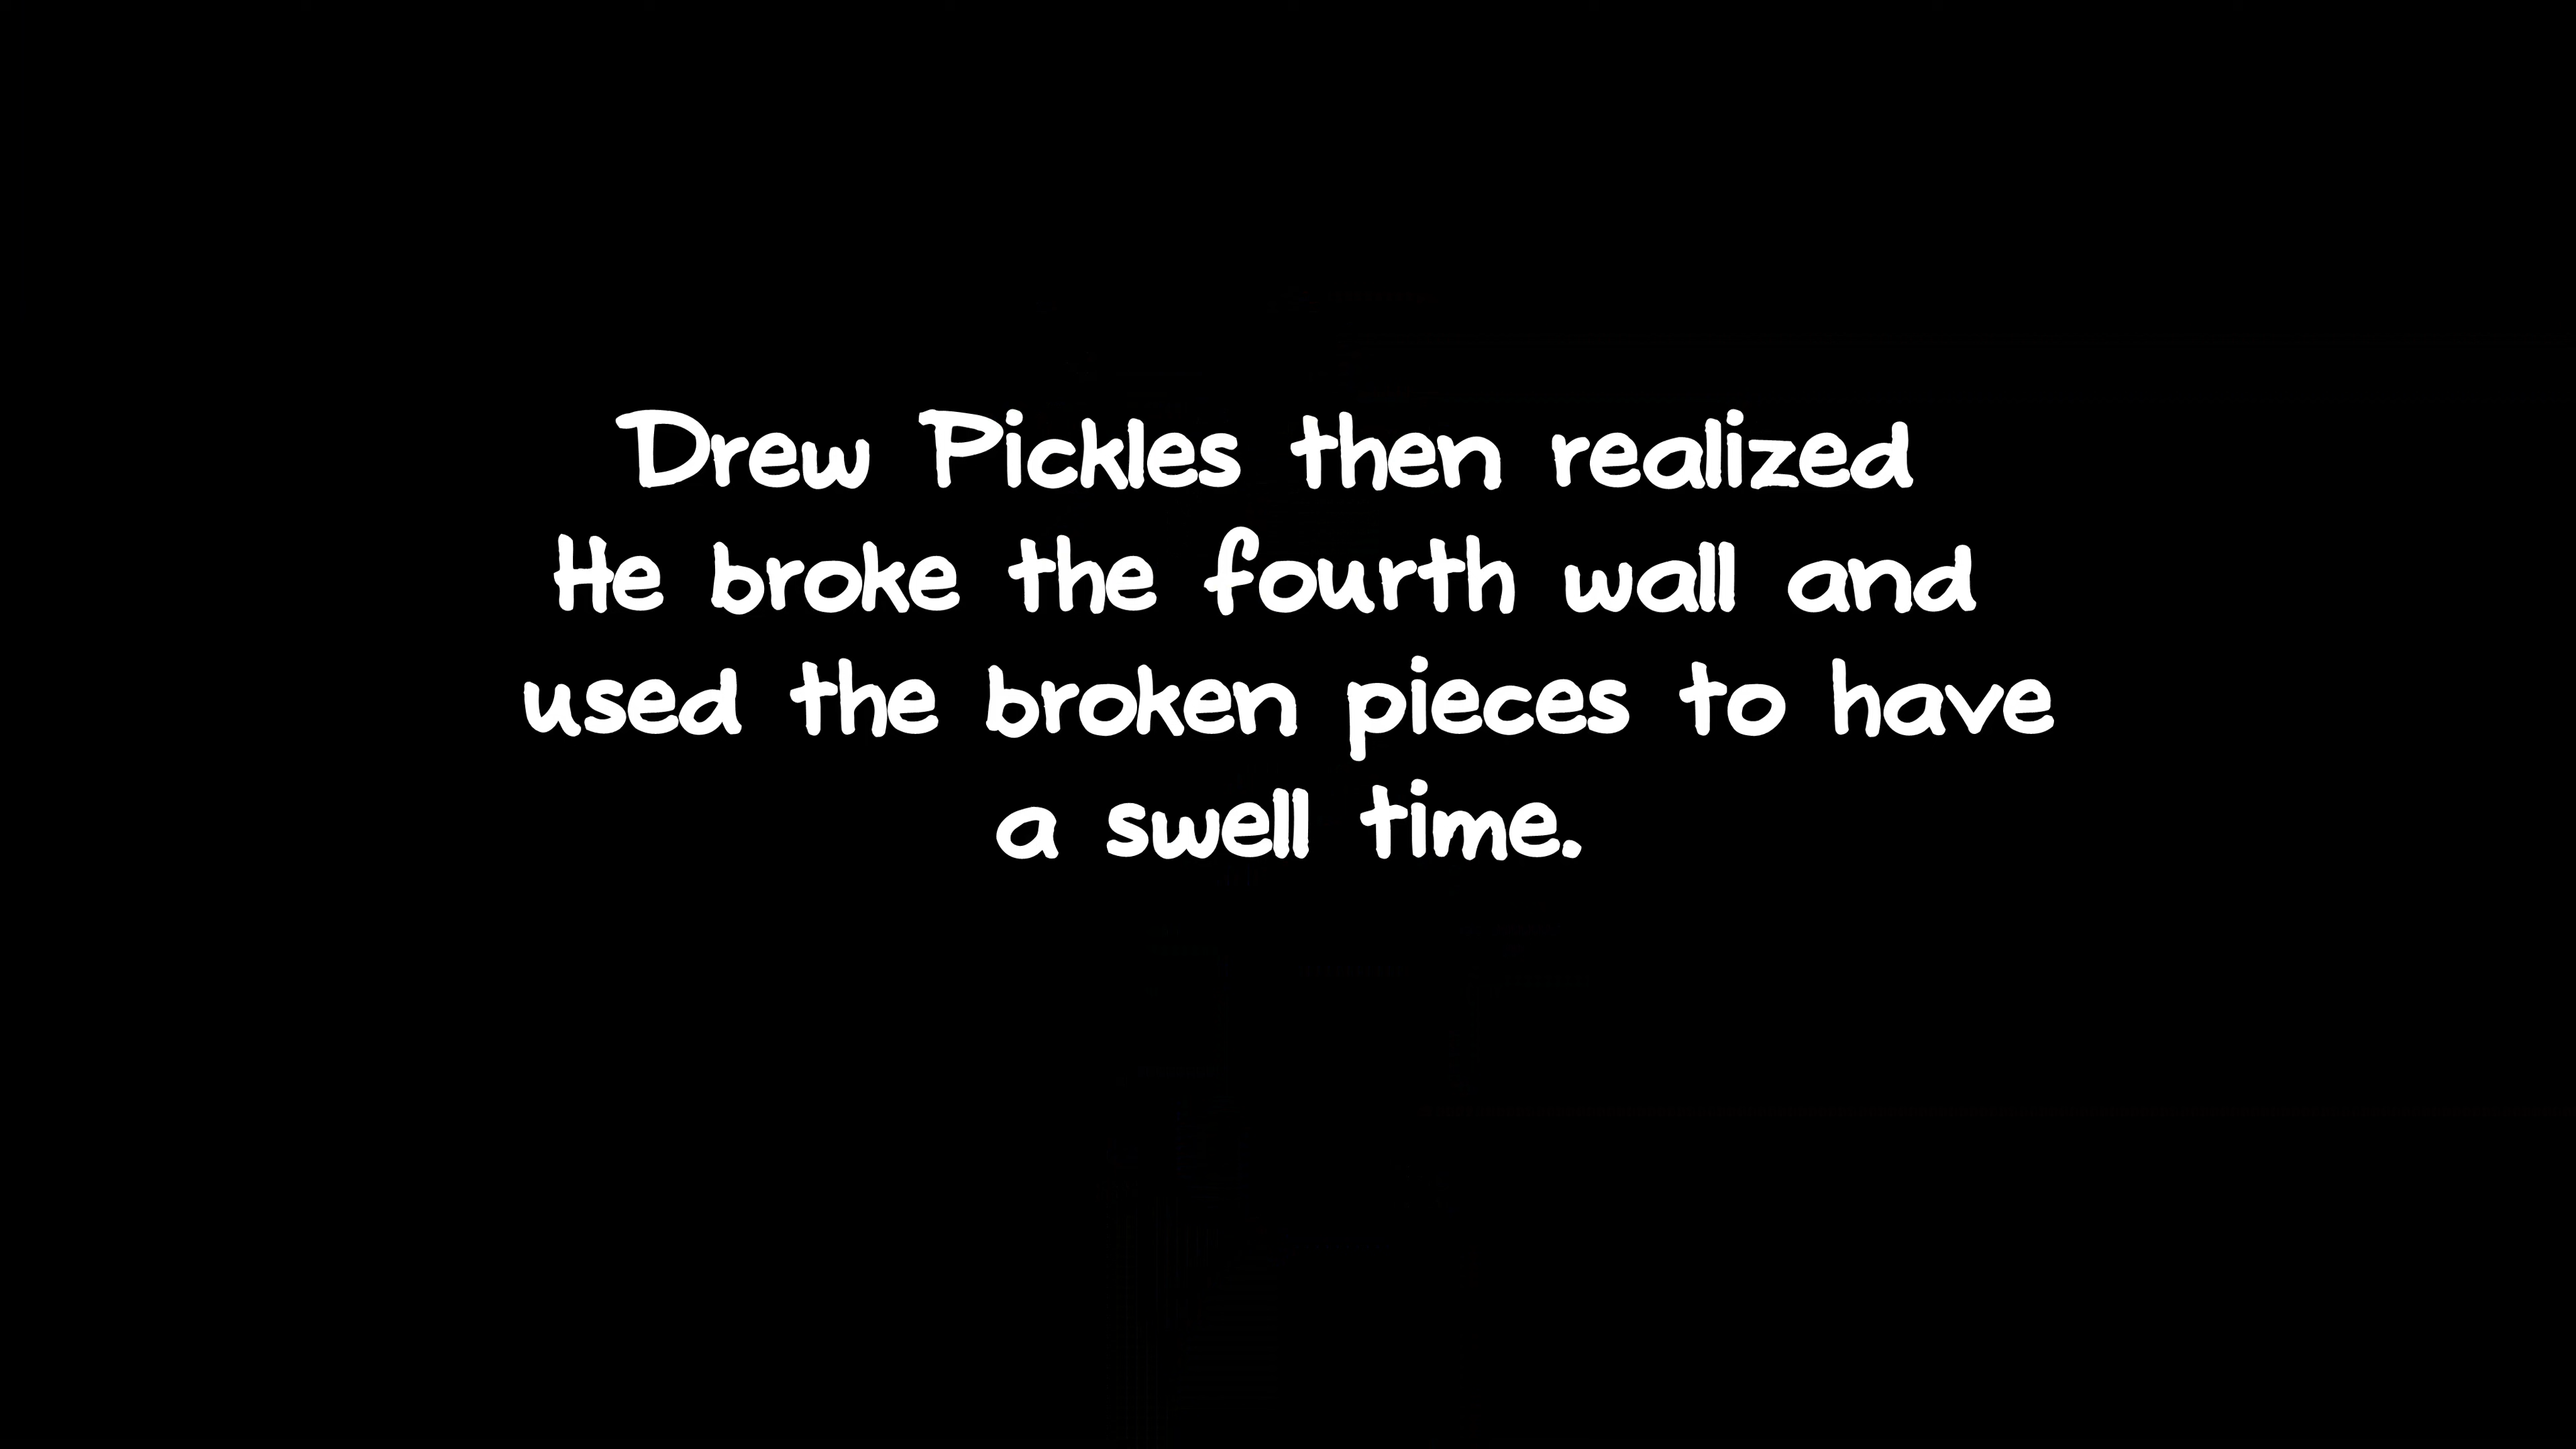 Drew Pickles then realized
He broke the fourth wall and
used the broken pieces to have
a swell time.